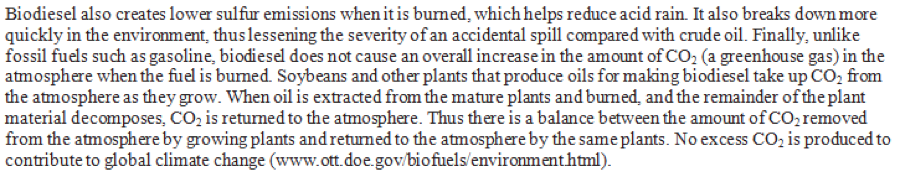 Biodiesel also creates lower sulfur emissions when it is burned, which helps reduce acid rain. It also breaks down more
quickly in the environment, thus lessening the severity of an accidental spill compared with crude oil. Finally, unlike
fossil fuels such as gasoline, biodiesel does not cause an overall increase in the amount of CO₂ (a greenhouse gas) in the
atmosphere when the fuel is burned. Soybeans and other plants that produce oils for making biodiesel take up CO₂ from
the atmosphere as they grow. When oil is extracted from the mature plants and burned, and the remainder of the plant
material decomposes, CO₂ is returned to the atmosphere. Thus there is a balance between the amount of CO₂ removed
from the atmosphere by growing plants and returned to the atmosphere by the same plants. No excess CO₂ is produced to
contribute to global climate change (www.ott.doe.gov/biofuels/environment.html).